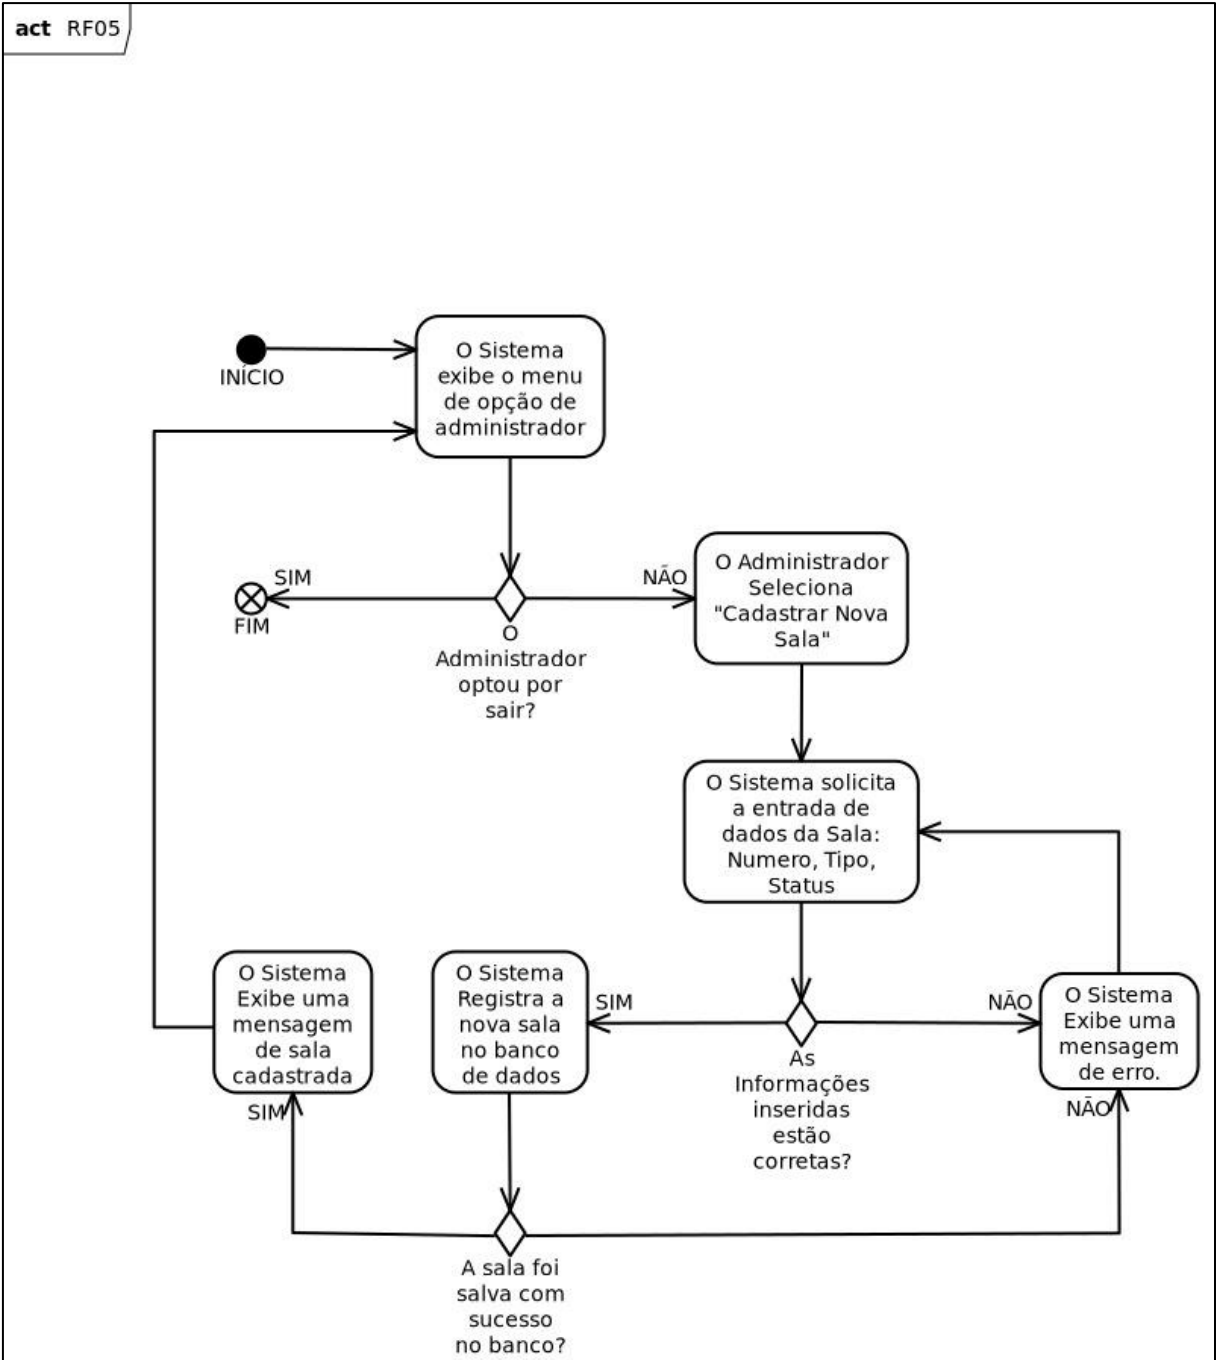 act RF05
O Sistema
exibe o menu
de opção de
administrador
INÍCIO
SIM
FIM
NÃO
O
Administrador
optou por
sair?
O Administrador
Seleciona
"Cadastrar Nova
Sala"
O Sistema solicita
a entrada de
dados da Sala:
Numero, Tipo,
Status
SIM
NÃO
As
Informações
inseridas
estão
corretas?
O Sistema
Exibe uma
mensagem
de erro.
NÃO
O Sistema
Registra a
nova sala
no banco
de dados
O Sistema
Exibe uma
mensagem
de sala
cadastrada
SIM
A sala foi
salva com
sucesso
no banco?